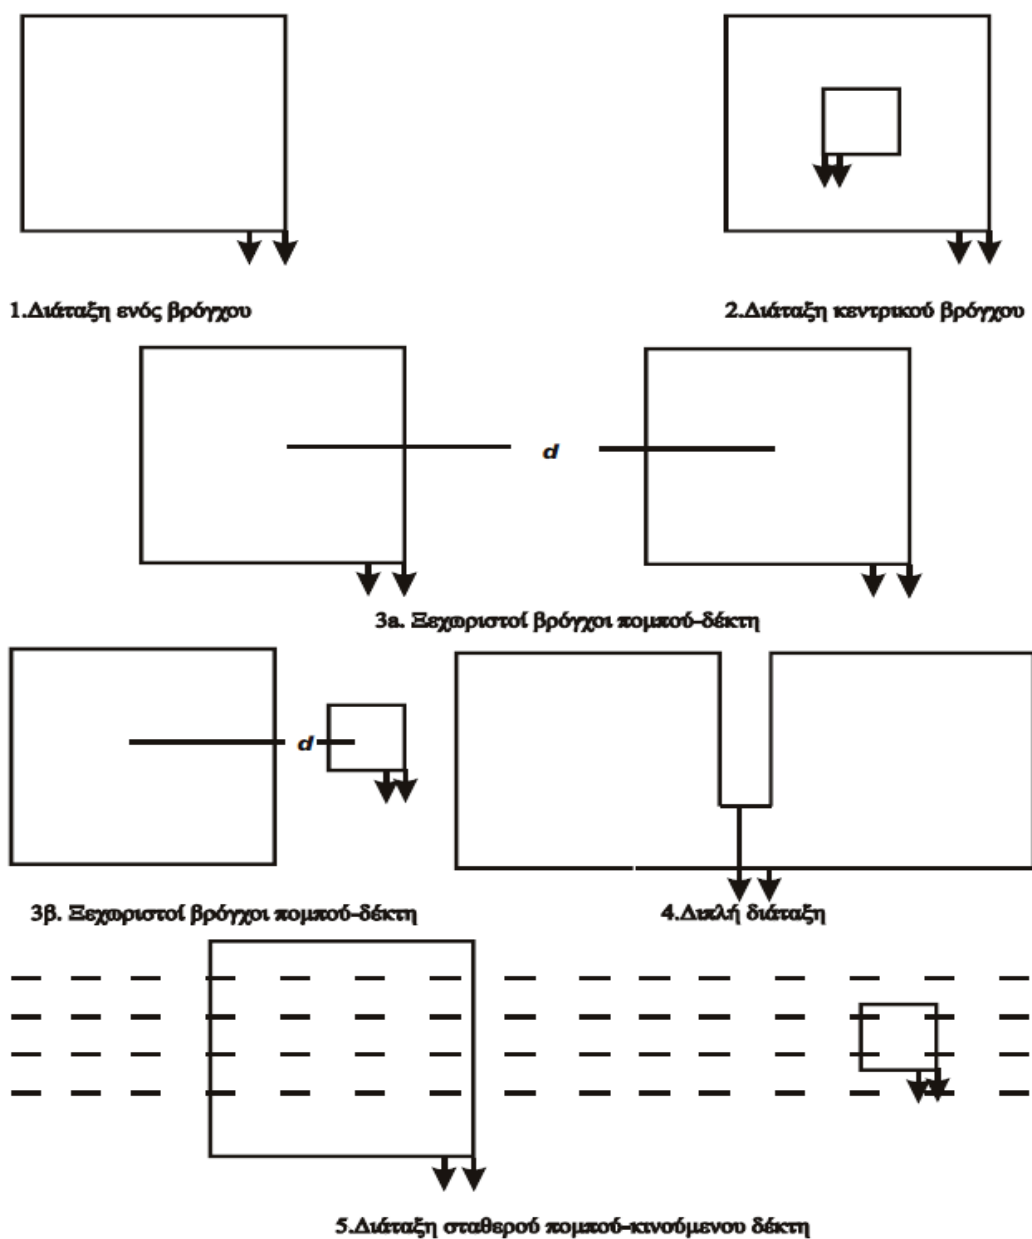 1.Διάταξη ενός βρόγχου
2.Διάταξη κεντρικού βρόγχου
d
3a. Ξεχωριστοί βρόγχοι πομπού-δέκτη
d
3β. Ξεχωριστοί βρόγχοι πομπού-δέκτη
4.Διπλή διάταξη
5.Διάταξη σταθερού πομπού-κινούμενου δέκτη